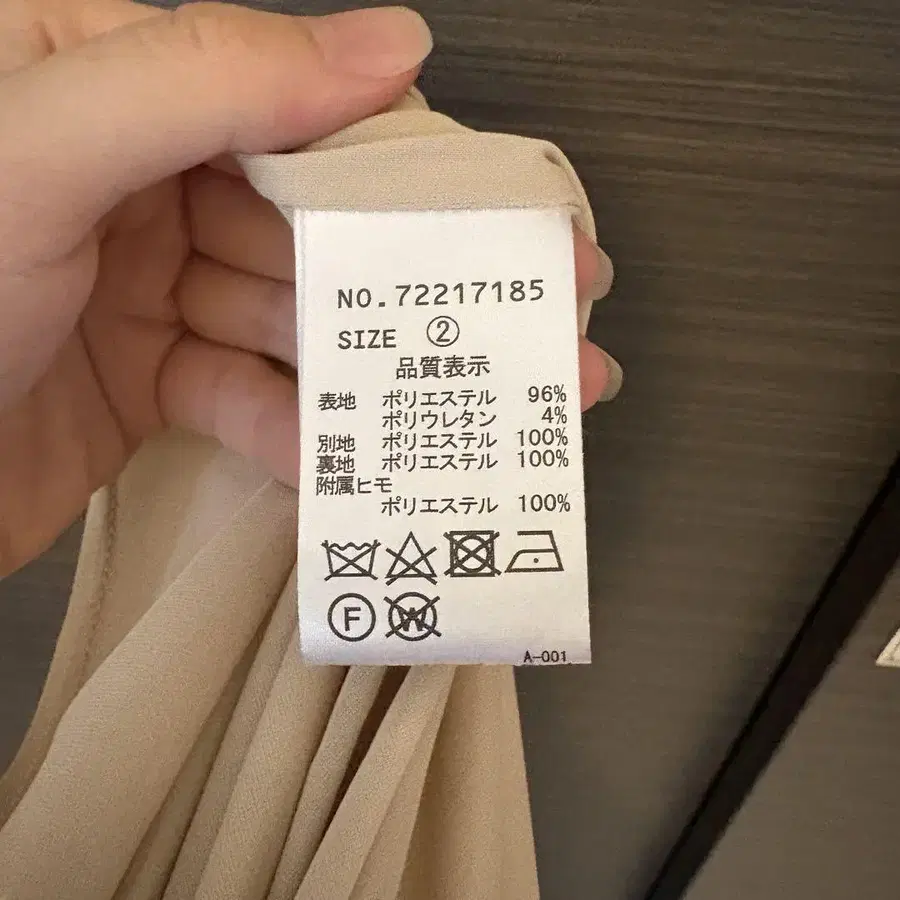 NO.72217185
SIZE ②
品質表示
表地 ポリエステル 96%
ポリウレタン 4%
別地 ポリエステル 100%
裏地 ポリエステル 100%
附属ヒモ
ポリエステル 100%
Ⓕ W
A-001